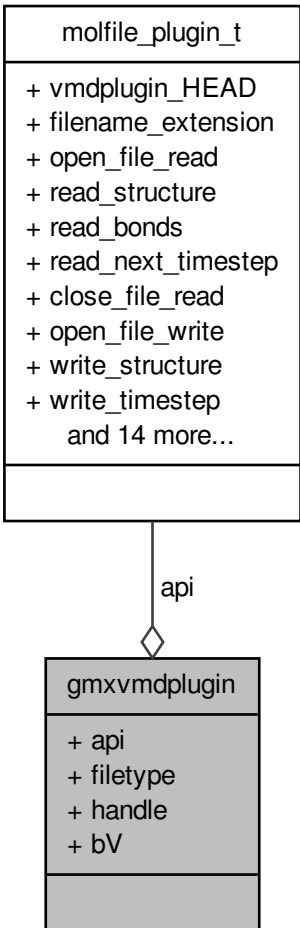 molfile_plugin_t
+ vmdplugin_HEAD
+ filename_extension
+ open_file_read
+ read_structure
+ read_bonds
+ read_next_timestep
+ close_file_read
+ open_file_write
+ write_structure
+ write_timestep
and 14 more...
api
gmxvmdplugin
+ api
+ filetype
+ handle
+ bV